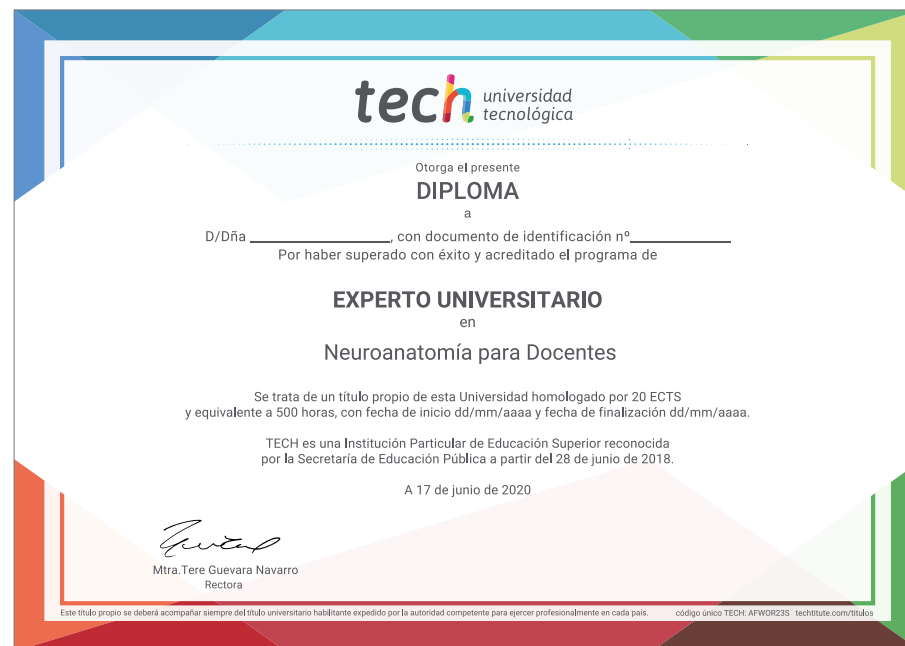 tech universidad
tecnológica
Otorga el presente
DIPLOMA
a
D/Dña ____________________, con documento de identificación nº______________
Por haber superado con éxito y acreditado el programa de
EXPERTO UNIVERSITARIO
en
Neuroanatomía para Docentes
Se trata de un título propio de esta Universidad homologado por 20 ECTS
y equivalente a 500 horas, con fecha de inicio dd/mm/aaaa y fecha de finalización dd/mm/aaaa.
TECH es una Institución Particular de Educación Superior reconocida
por la Secretaría de Educación Pública a partir del 28 de junio de 2018.
A 17 de junio de 2020
Mtra.Tere Guevara Navarro
Rectora
Este título propio se deberá acompañar siempre del título universitario habilitante expedido por la autoridad competente para ejercer profesionalmente en cada país. código único TECH: AFWOR23S techtitute.com/titulos